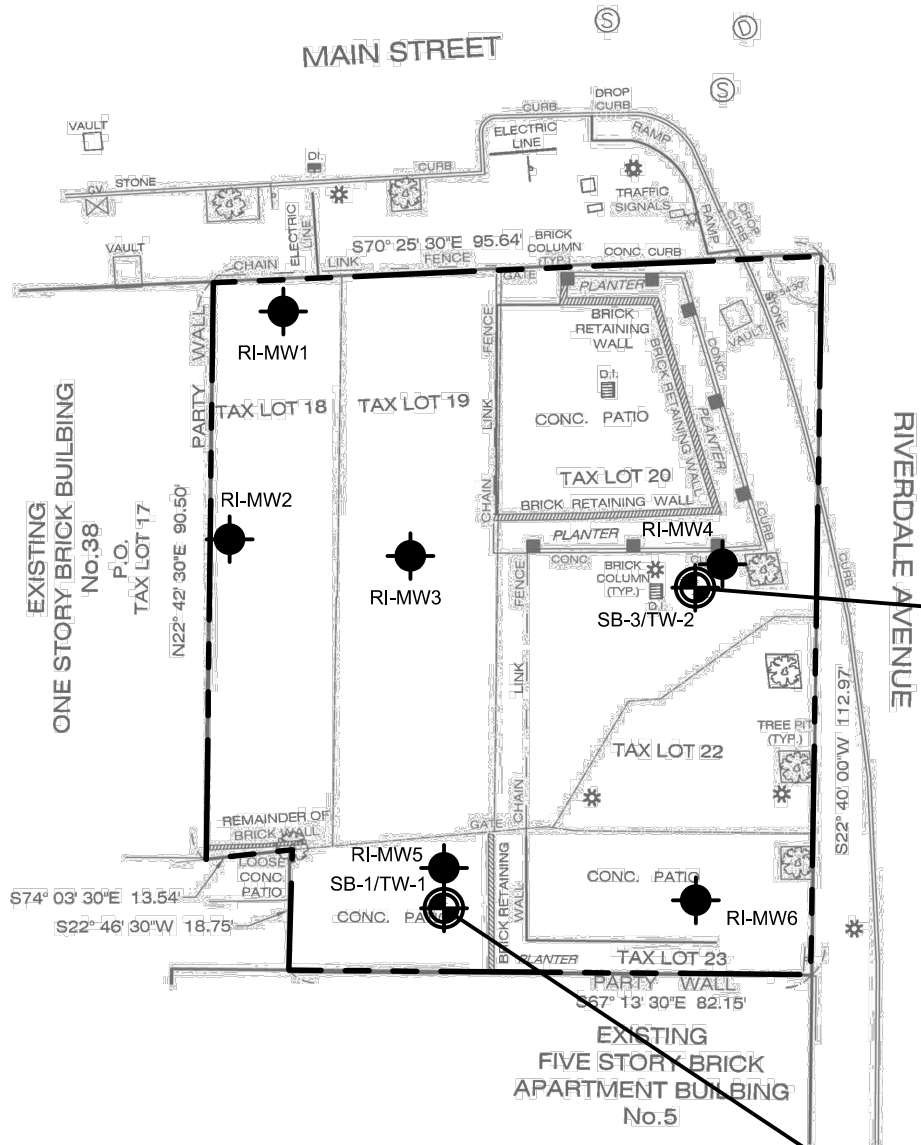 MAIN STREET
S
D
S
VAULT
CURB
DROP
CURB
RAMP
ELECTRIC
LINE
D.I.
CURB
STONE
GV
TRAFFIC
SIGNALS
RAMP
DROP
CURB
VAULT
ELECTRIC
LINE
S70° 25' 30"E 95.64'
BRICK
COLUMN
(TYP.)
CONC. CURB
CHAIN
LINK
FENCE
GATE
PLANTER
STONE
VAULT
RI-MW1
PARTY WALL
TAX LOT 18
TAX LOT 19
CHAIN LINK FENCE
BRICK
RETAINING
WALL
BRICK RETAINING WALL
D.I.
CONC. PATIO
CONC.
PLANTER
CURB
TAX LOT 20
BRICK RETAINING WALL
EXISTING
ONE STORY BRICK BUILBING
No.38
P.O.
TAX LOT 17
N22° 42' 30"E 90.50'
RIVERDALE AVENUE
RI-MW2
RI-MW3
RI-MW4
PLANTER
CONC.
BRICK
COLUMN
(TYP.)
D.I.
SB-3/TW-2
CURB
CHAIN LINK FENCE
TREE PIT
(TYP.)
TAX LOT 22
S22° 40' 00"W 112.97'
REMAINDER OF
BRICK WALL
GATE
LOOSE
CONC.
PATIO
RI-MW5
SB-1/TW-1
CONC. PATIO
BRICK RETAINING
WALL
CONC. PATIO
RI-MW6
S74° 03' 30"E 13.54'
S22° 46' 30"W 18.75'
PLANTER
TAX LOT 23
PARTY WALL
S67° 13' 30"E 82.15'
EXISTING
FIVE STORY BRICK
APARTMENT BUILBING
No.5